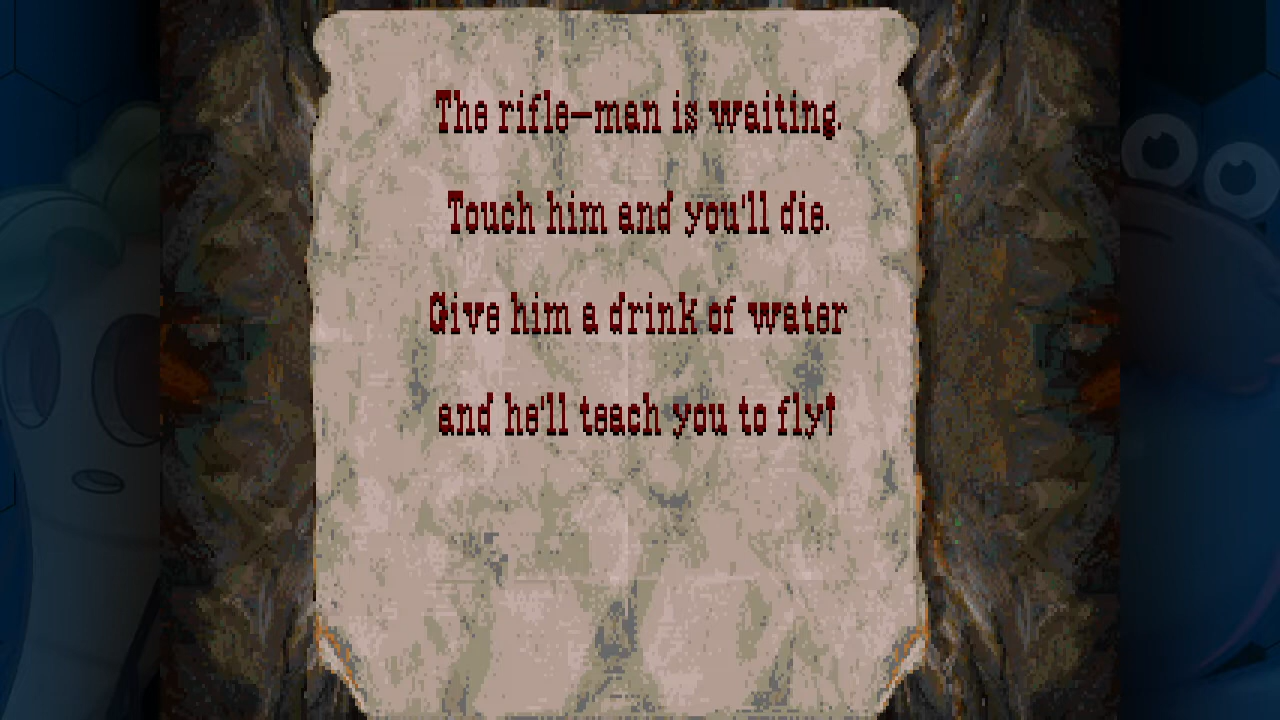 The rifle-man is waiting.
Touch him and you'll die.
Give him a drink of water
and he'll teach you to fly!